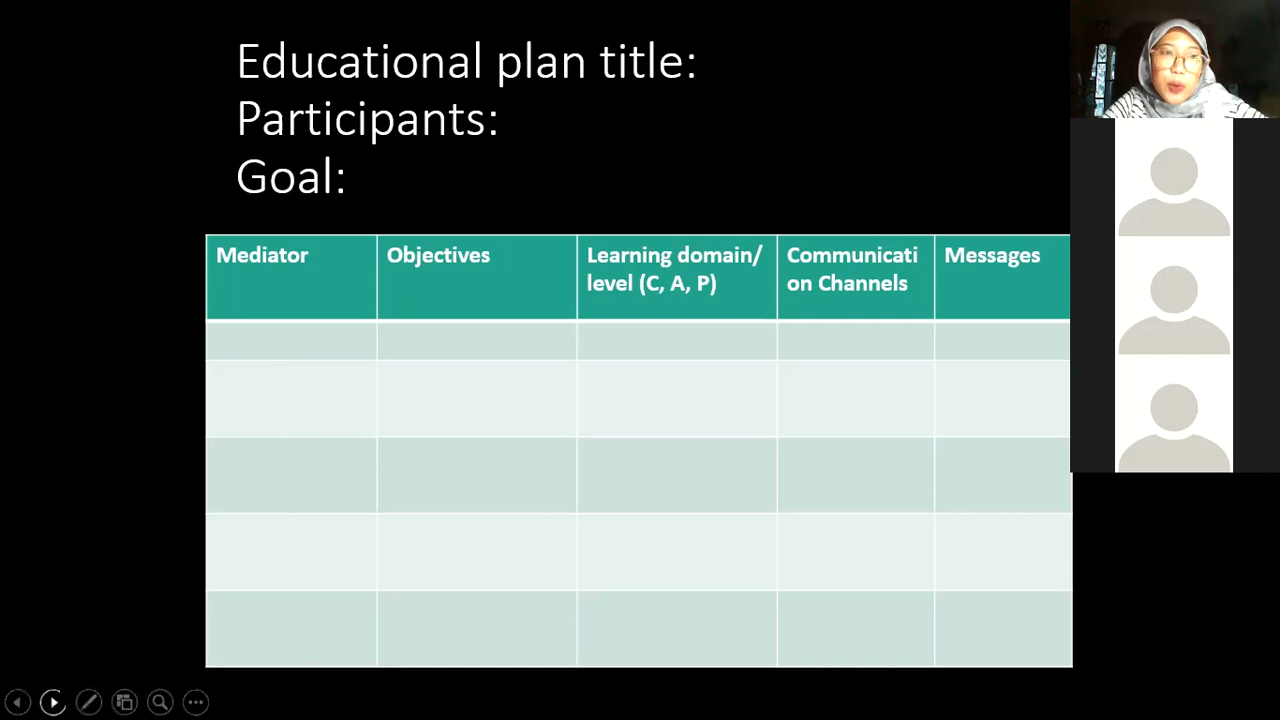 Educational plan title:
Participants:
Goal:
Mediator
Objectives
Learning domain/
level (C, A, P)
Communicati
on Channels
Messages